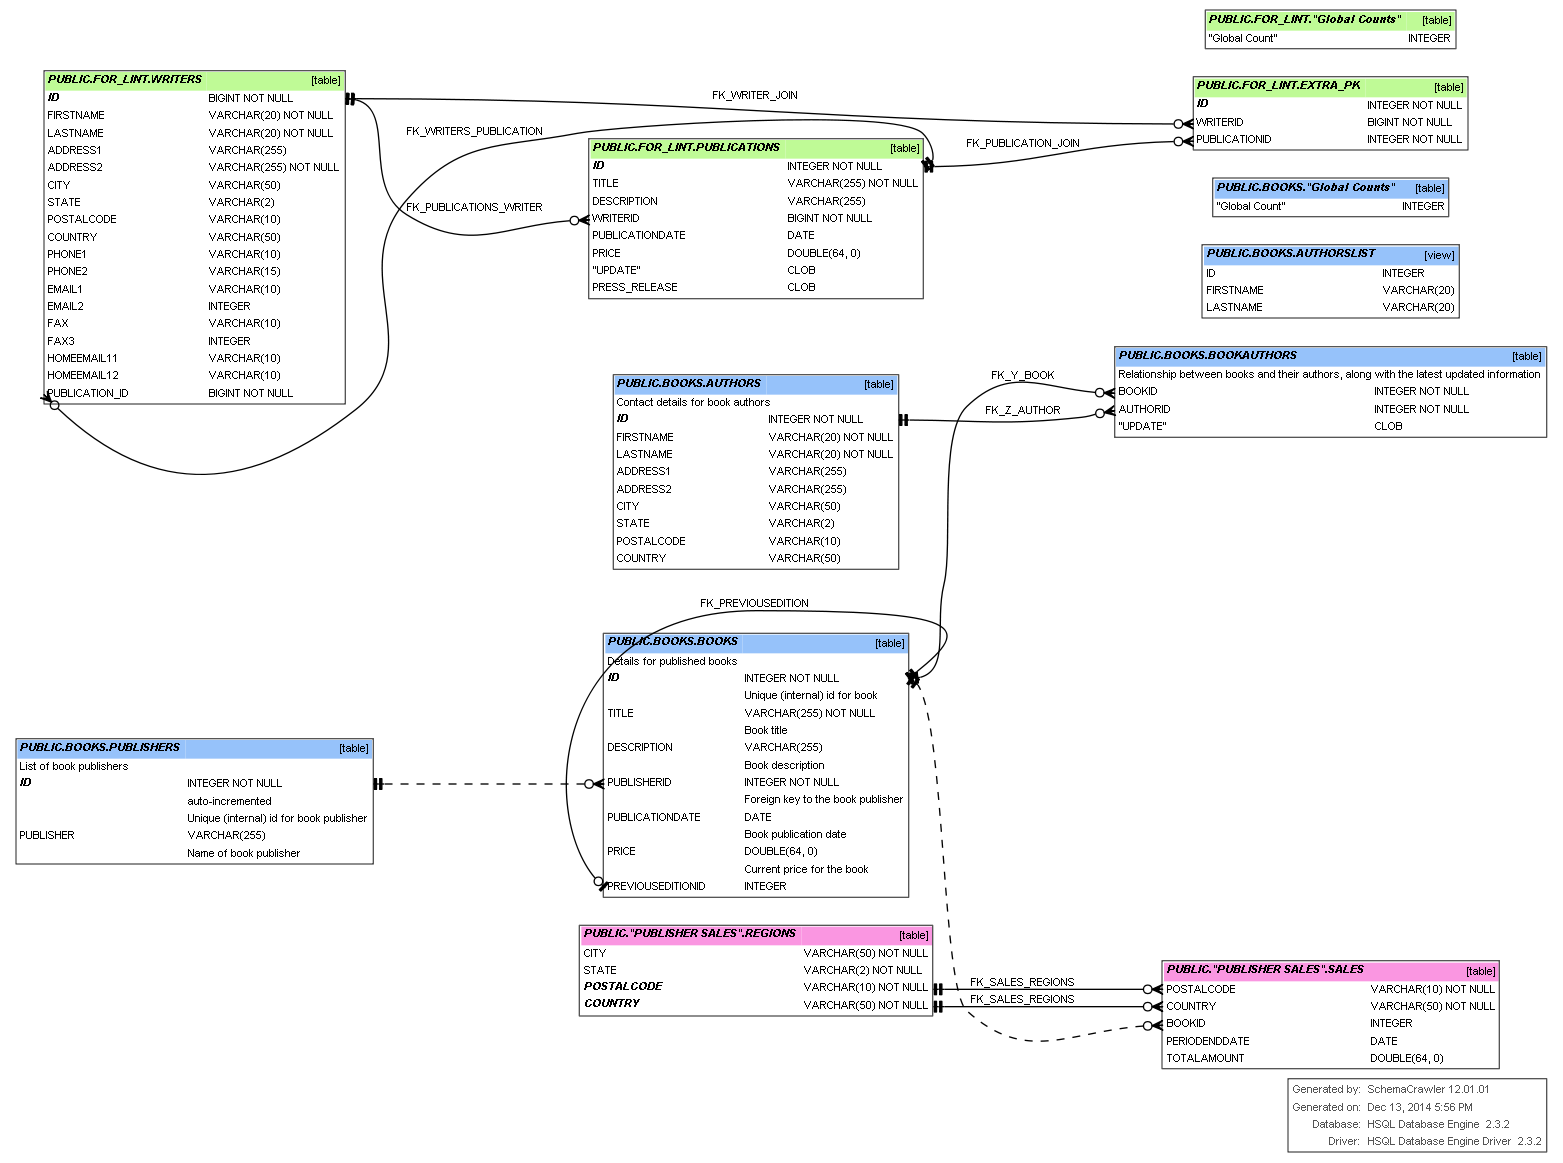 PUBLIC.FOR_LINT."Global Counts" [table]
"Global Count" INTEGER
PUBLIC.FOR_LINT.WRITERS [table]
ID BIGINT NOT NULL
FIRSTNAME VARCHAR(20) NOT NULL
LASTNAME VARCHAR(20) NOT NULL
ADDRESS1 VARCHAR(255)
ADDRESS2 VARCHAR(255) NOT NULL
CITY VARCHAR(50)
STATE VARCHAR(2)
POSTALCODE VARCHAR(10)
COUNTRY VARCHAR(50)
PHONE1 VARCHAR(10)
PHONE2 VARCHAR(15)
EMAIL1 VARCHAR(10)
EMAIL2 INTEGER
FAX VARCHAR(10)
FAX3 INTEGER
HOMEEMAIL11 VARCHAR(10)
HOMEEMAIL12 VARCHAR(10)
PUBLICATION_ID BIGINT NOT NULL
FK_WRITER_JOIN
FK_WRITERS_PUBLICATION
FK_PUBLICATIONS_WRITER
PUBLIC.FOR_LINT.PUBLICATIONS [table]
ID INTEGER NOT NULL
TITLE VARCHAR(255) NOT NULL
DESCRIPTION VARCHAR(255)
WRITERID BIGINT NOT NULL
PUBLICATIONDATE DATE
PRICE DOUBLE(64, 0)
"UPDATE" CLOB
PRESS_RELEASE CLOB
FK_PUBLICATION_JOIN
PUBLIC.FOR_LINT.EXTRA_PK [table]
ID INTEGER NOT NULL
WRITERID BIGINT NOT NULL
PUBLICATIONID INTEGER NOT NULL
PUBLIC.BOOKS."Global Counts" [table]
"Global Count" INTEGER
PUBLIC.BOOKS.AUTHORSLIST [view]
ID INTEGER
FIRSTNAME VARCHAR(20)
LASTNAME VARCHAR(20)
PUBLIC.BOOKS.AUTHORS [table]
Contact details for book authors
ID INTEGER NOT NULL
FIRSTNAME VARCHAR(20) NOT NULL
LASTNAME VARCHAR(20) NOT NULL
ADDRESS1 VARCHAR(255)
ADDRESS2 VARCHAR(255)
CITY VARCHAR(50)
STATE VARCHAR(2)
POSTALCODE VARCHAR(10)
COUNTRY VARCHAR(50)
FK_Y_BOOK
FK_Z_AUTHOR
PUBLIC.BOOKS.BOOKAUTHORS [table]
Relationship between books and their authors, along with the latest updated information
BOOKID INTEGER NOT NULL
AUTHORID INTEGER NOT NULL
"UPDATE" CLOB
FK_PREVIOUSEDITION
PUBLIC.BOOKS.BOOKS [table]
Details for published books
ID INTEGER NOT NULL
Unique (internal) id for book
TITLE VARCHAR(255) NOT NULL
Book title
DESCRIPTION VARCHAR(255)
Book description
PUBLISHERID INTEGER NOT NULL
Foreign key to the book publisher
PUBLICATIONDATE DATE
Book publication date
PRICE DOUBLE(64, 0)
Current price for the book
PREVIOUSEDITIONID INTEGER
PUBLIC.BOOKS.PUBLISHERS [table]
List of book publishers
ID INTEGER NOT NULL
auto-incremented
Unique (internal) id for book publisher
PUBLISHER VARCHAR(255)
Name of book publisher
PUBLIC."PUBLISHER SALES".REGIONS [table]
CITY VARCHAR(50) NOT NULL
STATE VARCHAR(2) NOT NULL
POSTALCODE VARCHAR(10) NOT NULL
COUNTRY VARCHAR(50) NOT NULL
FK_SALES_REGIONS
FK_SALES_REGIONS
PUBLIC."PUBLISHER SALES".SALES [table]
POSTALCODE VARCHAR(10) NOT NULL
COUNTRY VARCHAR(50) NOT NULL
BOOKID INTEGER
PERIODENDDATE DATE
TOTALAMOUNT DOUBLE(64, 0)
Generated by: SchemaCrawler 12.01.01
Generated on: Dec 13, 2014 5:56 PM
Database: HSQL Database Engine 2.3.2
Driver: HSQL Database Engine Driver 2.3.2